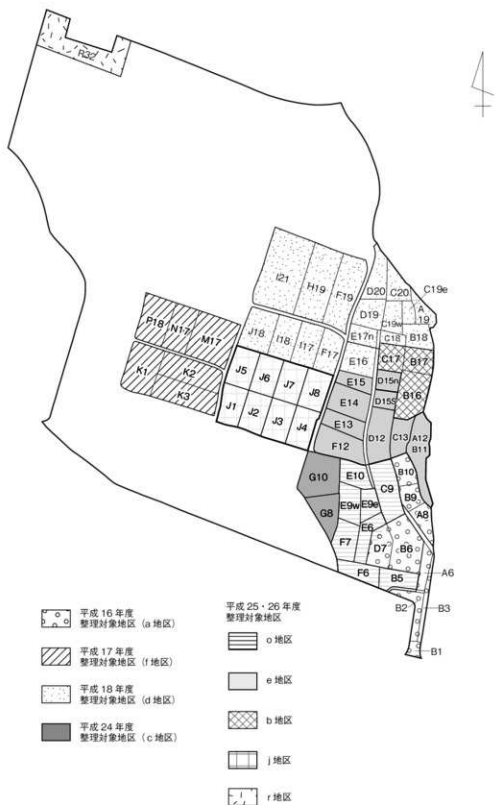 R32
C19e
D20
C20
I21
H19
F19
A
19
D19
C19w
P18
N17
M17
J18
I18
I17
F17
E17n
C18
B18
E16
C17
B17
K1
K2
K3
J5
J6
J7
J8
E15
D15n
B16
E14
D15S
J1
J2
J3
J4
E13
F12
D12
C13
A12
B11
G10
E10
C9
B10
B9
G8
E9w
E9e
A8
E6
F7
D7
B6
F6
B5
A6
B2
B3
B1
平成 16 年度
整理対象地区（a 地区）
平成 17 年度
整理対象地区（f 地区）
平成 18 年度
整理対象地区（d 地区）
平成 24 年度
整理対象地区（c 地区）
平成 25・26 年度
整理対象地区
o 地区
e 地区
b 地区
j 地区
r 地区